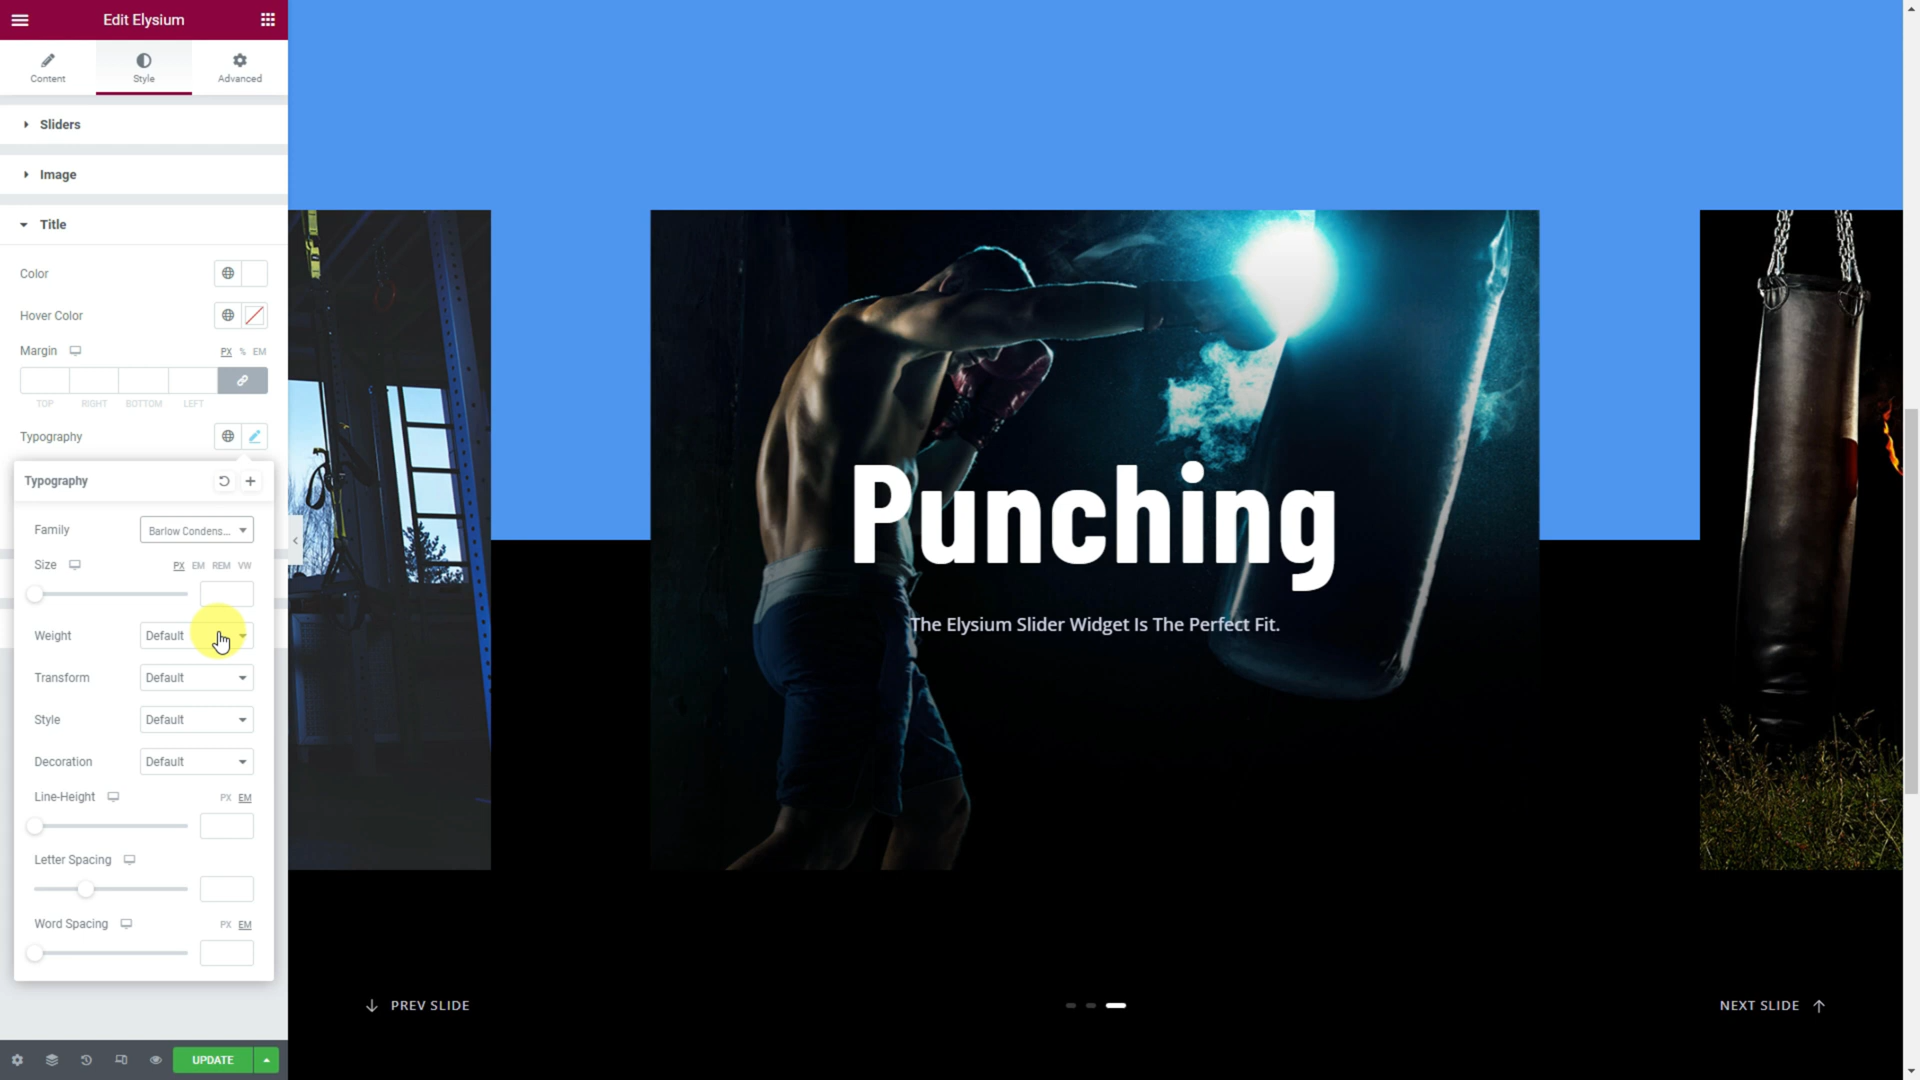 Edit Elysium
Content
Style
Advanced
Sliders
Image
Title
Color
Hover Color
Margin
PX % EM
TOP RIGHT BOTTOM LEFT
Typography
Typography
Family
Barlow Condens...
Size
PX EM REM VW
Weight
Default
Transform
Default
Style
Default
Decoration
Default
Line-Height
PX EM
Letter Spacing
Word Spacing
PX EM
UPDATE
Punching
The Elysium Slider Widget Is The Perfect Fit.
PREV SLIDE
NEXT SLIDE